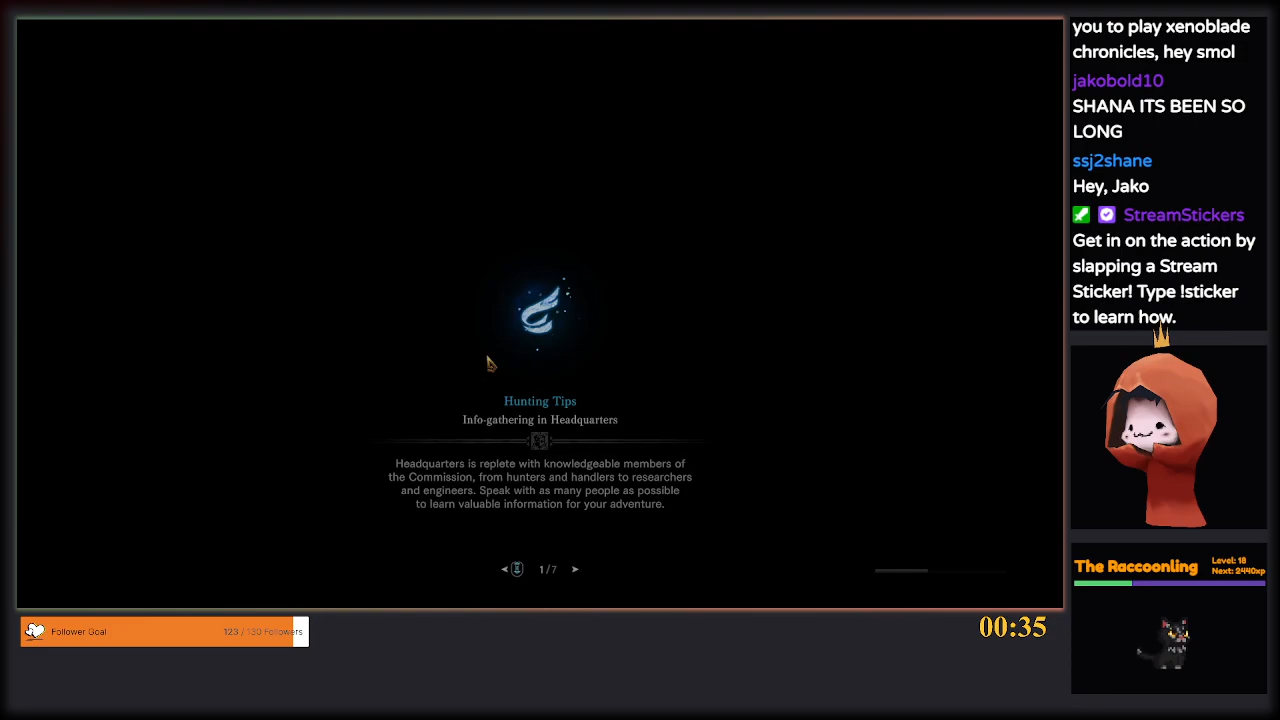 you to play xenoblade
chronicles, hey smol
jakobold10
SHANA ITS BEEN SO
LONG
ssj2shane
Hey, Jako
StreamStickers
Get in on the action by
slapping a Stream
Sticker! Type !sticker
to learn how.
Hunting Tips
Info-gathering in Headquarters
Headquarters is replete with knowledgeable members of
the Commission, from hunters and handlers to researchers
and engineers. Speak with as many people as possible
to learn valuable information for your adventure.
1/7
The Raccoonling
Level: 18
Next: 2440xp
Follower Goal
123 / 130 Followers
00:35